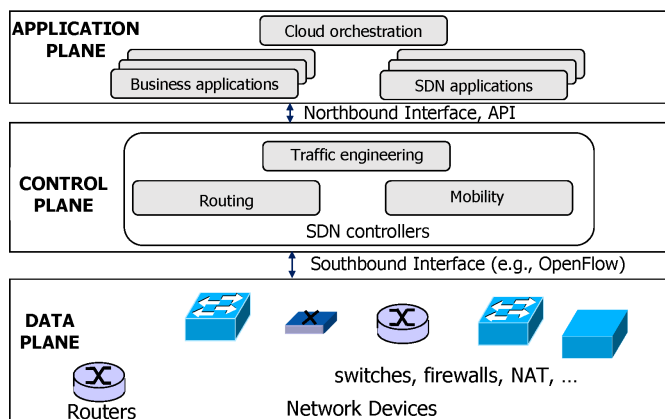 APPLICATION
PLANE
Cloud orchestration
Business applications
SDN applications
Northbound Interface, API
CONTROL
PLANE
Traffic engineering
Routing
Mobility
SDN controllers
Southbound Interface (e.g., OpenFlow)
DATA
PLANE
switches, firewalls, NAT, ...
Routers
Network Devices